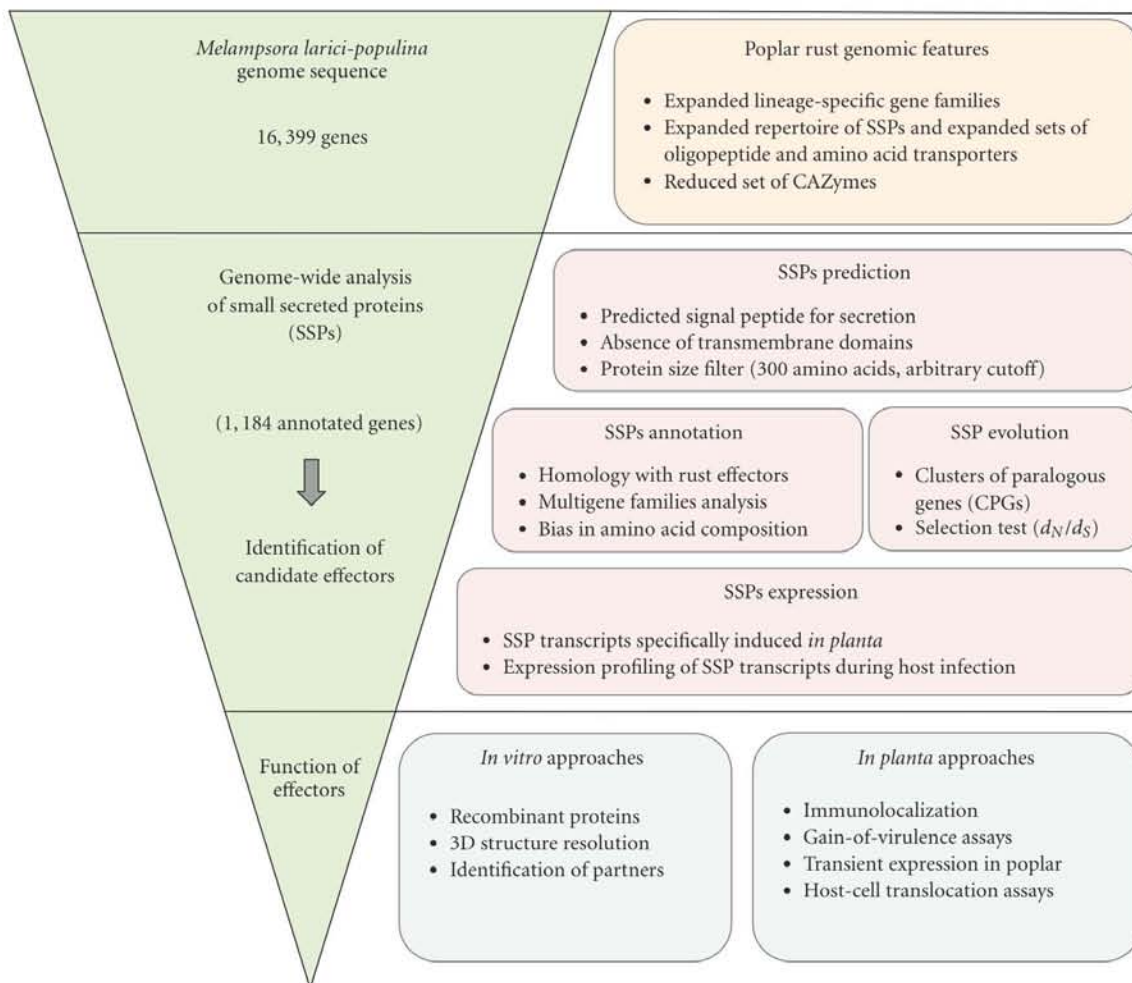 Melampsora larici-populina
genome sequence
16, 399 genes
Poplar rust genomic features
• Expanded lineage-specific gene families
• Expanded repertoire of SSPs and expanded sets of
oligopeptide and amino acid transporters
• Reduced set of CAZymes
Genome-wide analysis
of small secreted proteins
(SSPs)
(1, 184 annotated genes)
Identification of
candidate effectors
SSPs prediction
• Predicted signal peptide for secretion
• Absence of transmembrane domains
• Protein size filter (300 amino acids, arbitrary cutoff)
SSPs annotation
• Homology with rust effectors
• Multigene families analysis
• Bias in amino acid composition
SSP evolution
• Clusters of paralogous
genes (CPGs)
• Selection test (dN/dS)
SSPs expression
• SSP transcripts specifically induced in planta
• Expression profiling of SSP transcripts during host infection
Function of
effectors
In vitro approaches
• Recombinant proteins
• 3D structure resolution
• Identification of partners
In planta approaches
• Immunolocalization
• Gain-of-virulence assays
• Transient expression in poplar
• Host-cell translocation assays